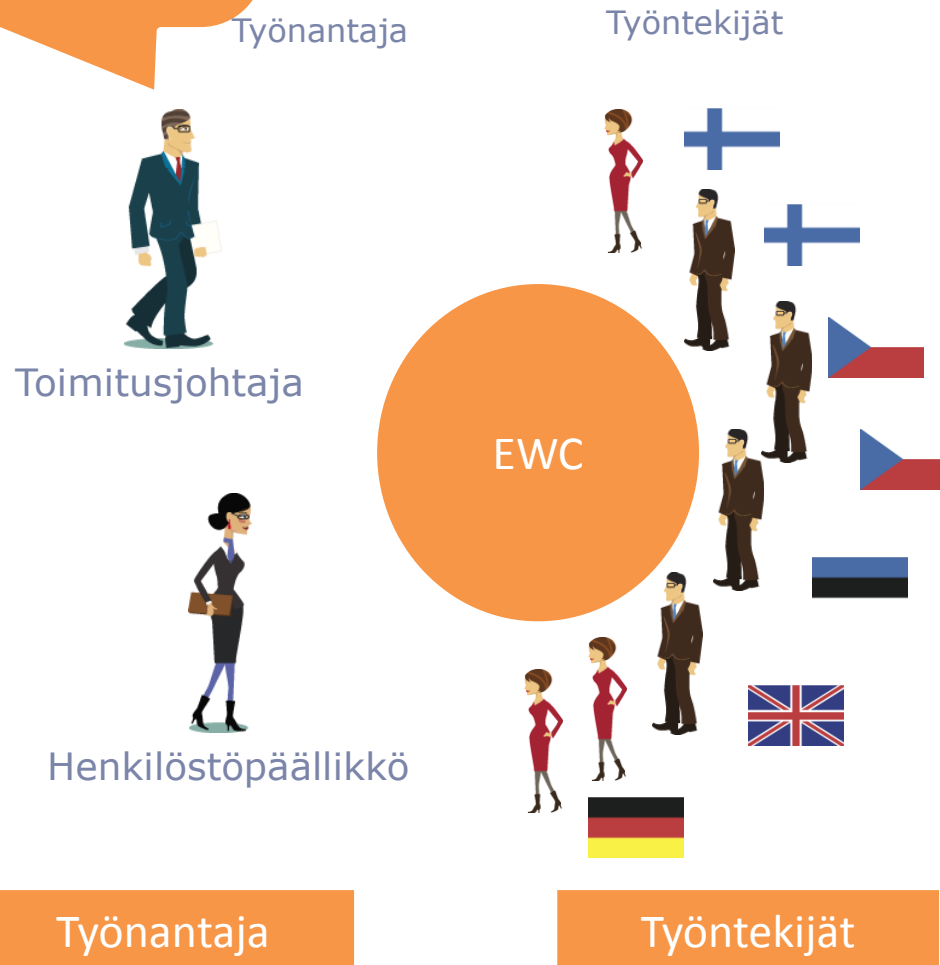 Työnantaja
Työntekijät
Toimitusjohtaja
EWC
Henkilöstöpäällikkö
Työnantaja
Työntekijät